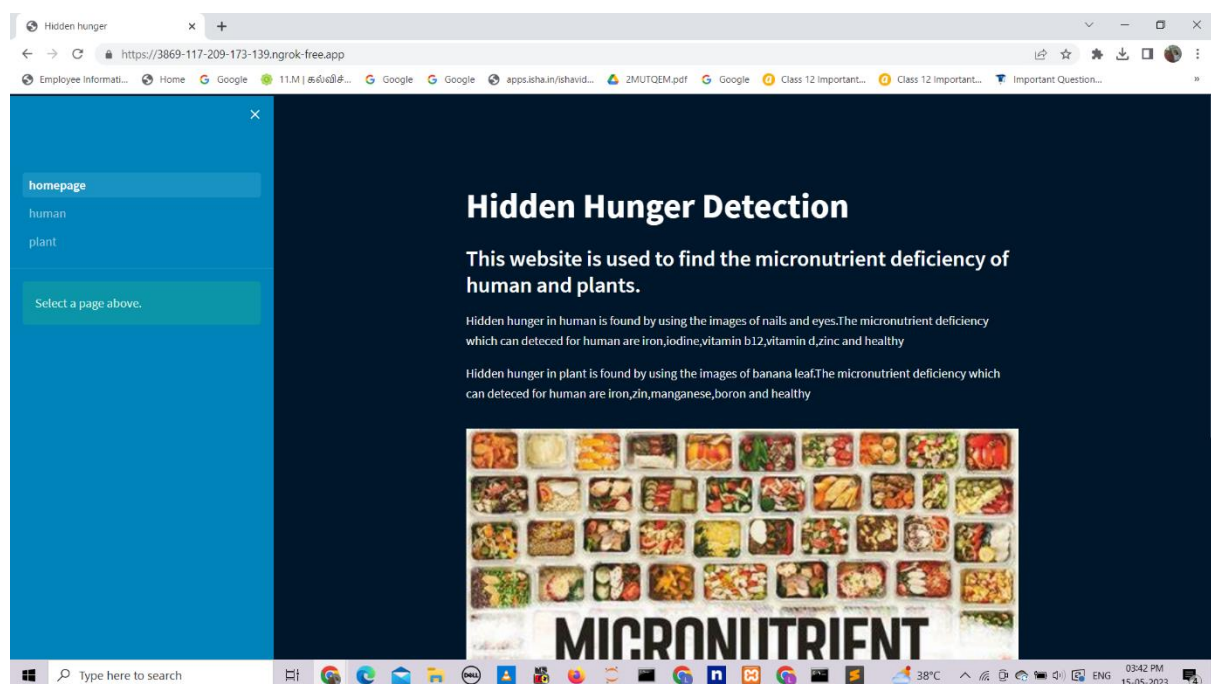 Hidden hunger
https://3869-117-209-173-139.ngrok-free.app
Employee Informati... Home Google 11.M | கல்விச்... Google Google apps.isha.in/ishavid... 2MUTQEM.pdf Google Class 12 Important... Class 12 Important... Important Question...
homepage
human
plant
Select a page above.
Hidden Hunger Detection
This website is used to find the micronutrient deficiency of
human and plants.
Hidden hunger in human is found by using the images of nails and eyes.The micronutrient deficiency
which can deteced for human are iron,iodine,vitamin b12,vitamin d,zinc and healthy
Hidden hunger in plant is found by using the images of banana leaf.The micronutrient deficiency which
can deteced for human are iron,zin,manganese,boron and healthy
MICRONUTRIENT
Type here to search
DELL
38°C
ENG
03:42 PM
15-05-2023
4